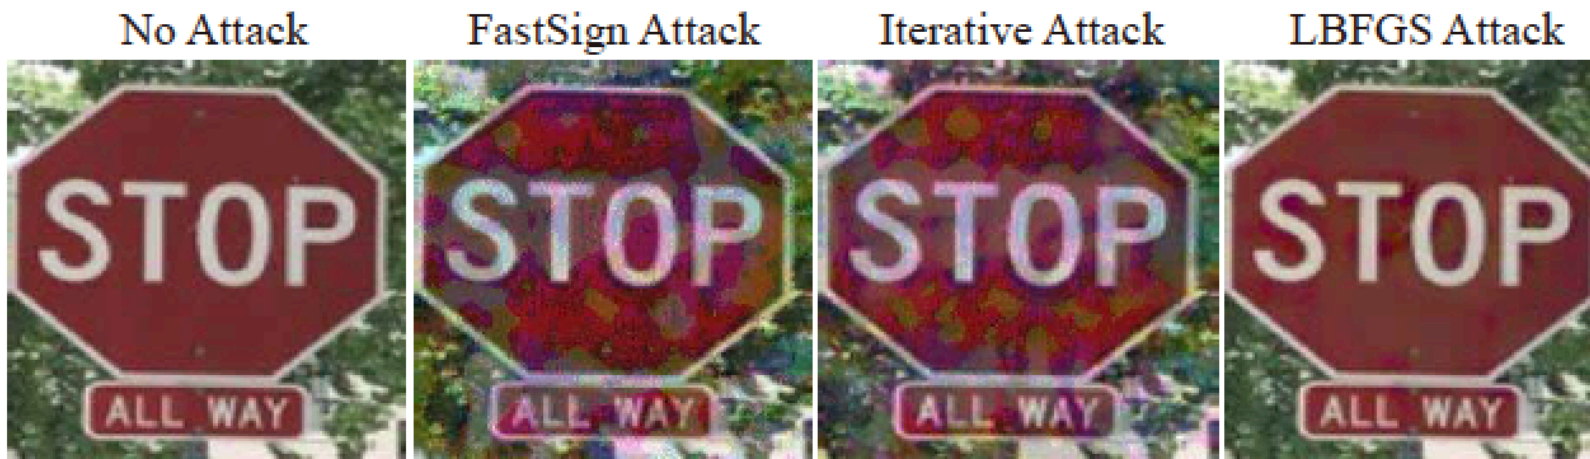 No Attack
FastSign Attack
Iterative Attack
LBFGS Attack
STOP
ALL WAY
STOP
ALL WAY
STOP
ALL WAY
STOP
ALL WAY